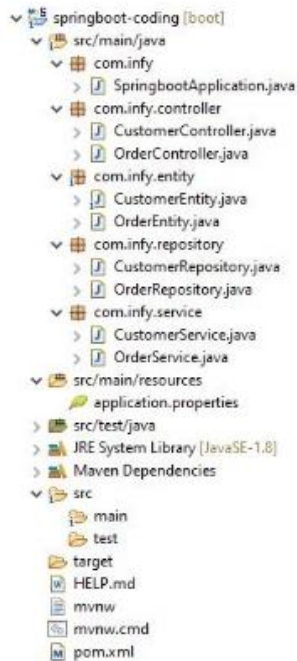 springboot-coding [boot]
src/main/java
com.infy
SpringbootApplication.java
com.infy.controller
CustomerController.java
OrderController.java
com.infy.entity
CustomerEntity.java
OrderEntity.java
com.infy.repository
CustomerRepository.java
OrderRepository.java
com.infy.service
CustomerService.java
OrderService.java
src/main/resources
application.properties
src/test/java
JRE System Library [JavaSE-1.8]
Maven Dependencies
src
main
test
target
HELP.md
mvnw
mvnw.cmd
pom.xml